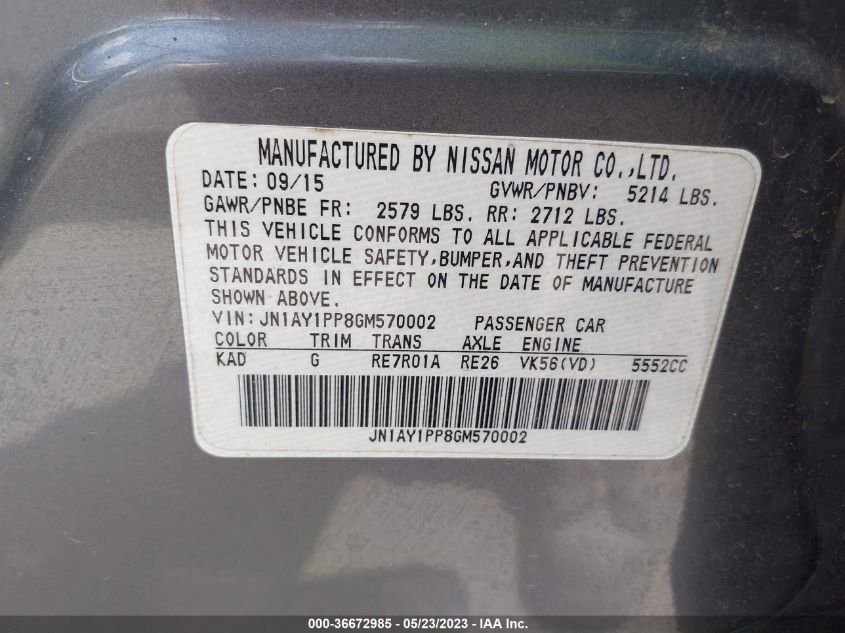 MANUFACTURED BY NISSAN MOTOR CO.,LTD.
DATE: 09/15 GVWR/PNBV: 5214 LBS.
GAWR/PNBE FR: 2579 LBS. RR: 2712 LBS.
THIS VEHICLE CONFORMS TO ALL APPLICABLE FEDERAL
MOTOR VEHICLE SAFETY,BUMPER,AND THEFT PREVENTION
STANDARDS IN EFFECT ON THE DATE OF MANUFACTURE
SHOWN ABOVE.
VIN:JN1AY1PP8GM570002 PASSENGER CAR
COLOR TRIM TRANS AXLE ENGINE
KAD G RE7R01A RE26 VK56(VD) 5552CC
JN1AY1PP8GM570002
000-36672985 - 05/23/2023 - IAA Inc.